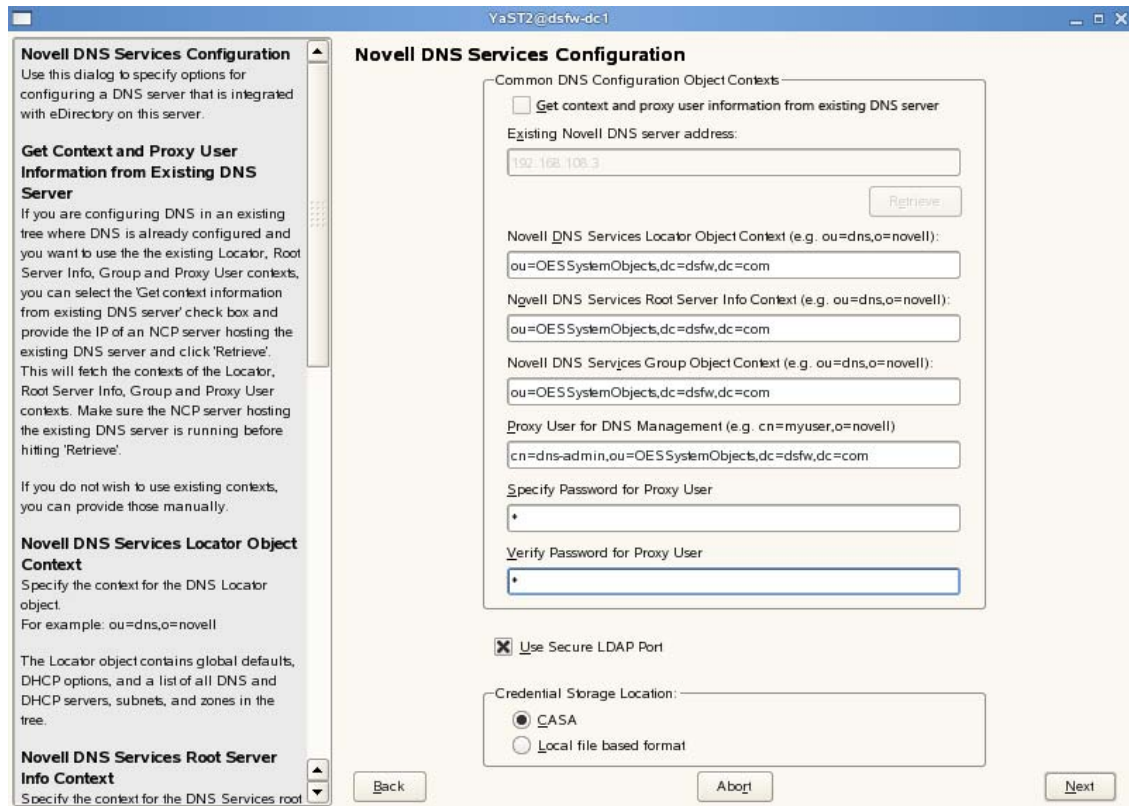 YaST2@dsfw-dc1
Novell DNS Services Configuration
Use this dialog to specify options for
configuring a DNS server that is integrated
with eDirectory on this server.
Get Context and Proxy User
Information from Existing DNS
Server
If you are configuring DNS in an existing
tree where DNS is already configured and
you want to use the the existing Locator, Root
Server Info, Group and Proxy User contexts,
you can select the 'Get context information
from existing DNS server' check box and
provide the IP of an NCP server hosting the
existing DNS server and click 'Retrieve'.
This will fetch the contexts of the Locator,
Root Server Info, Group and Proxy User
contexts. Make sure the NCP server hosting
the existing DNS server is running before
hitting 'Retrieve'.
If you do not wish to use existing contexts,
you can provide those manually.
Novell DNS Services Locator Object
Context
Specify the context for the DNS Locator
object.
For example: ou=dns,o=novell
The Locator object contains global defaults,
DHCP options, and a list of all DNS and
DHCP servers, subnets, and zones in the
tree.
Novell DNS Services Root Server
Info Context
Specify the context for the DNS Services root
Novell DNS Services Configuration
Common DNS Configuration Object Contexts
Get context and proxy user information from existing DNS server
Existing Novell DNS server address:
192.168.108.3
Retrieve
Novell DNS Services Locator Object Context (e.g. ou=dns,o=novell):
ou=OESSystemObjects,dc=dsfw,dc=com
Novell DNS Services Root Server Info Context (e.g. ou=dns,o=novell):
ou=OESSystemObjects,dc=dsfw,dc=com
Novell DNS Services Group Object Context (e.g. ou=dns,o=novell):
ou=OESSystemObjects,dc=dsfw,dc=com
Proxy User for DNS Management (e.g. cn=myuser,o=novell)
cn=dns-admin,ou=OESSystemObjects,dc=dsfw,dc=com
Specify Password for Proxy User
*
Verify Password for Proxy User
*
Use Secure LDAP Port
Credential Storage Location:
CASA
Local file based format
Back
Abort
Next